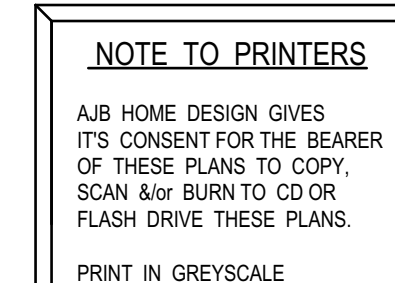 NOTE TO PRINTERS
AJB HOME DESIGN GIVES
IT'S CONSENT FOR THE BEARER
OF THESE PLANS TO COPY,
SCAN &/or BURN TO CD OR
FLASH DRIVE THESE PLANS.
PRINT IN GREYSCALE